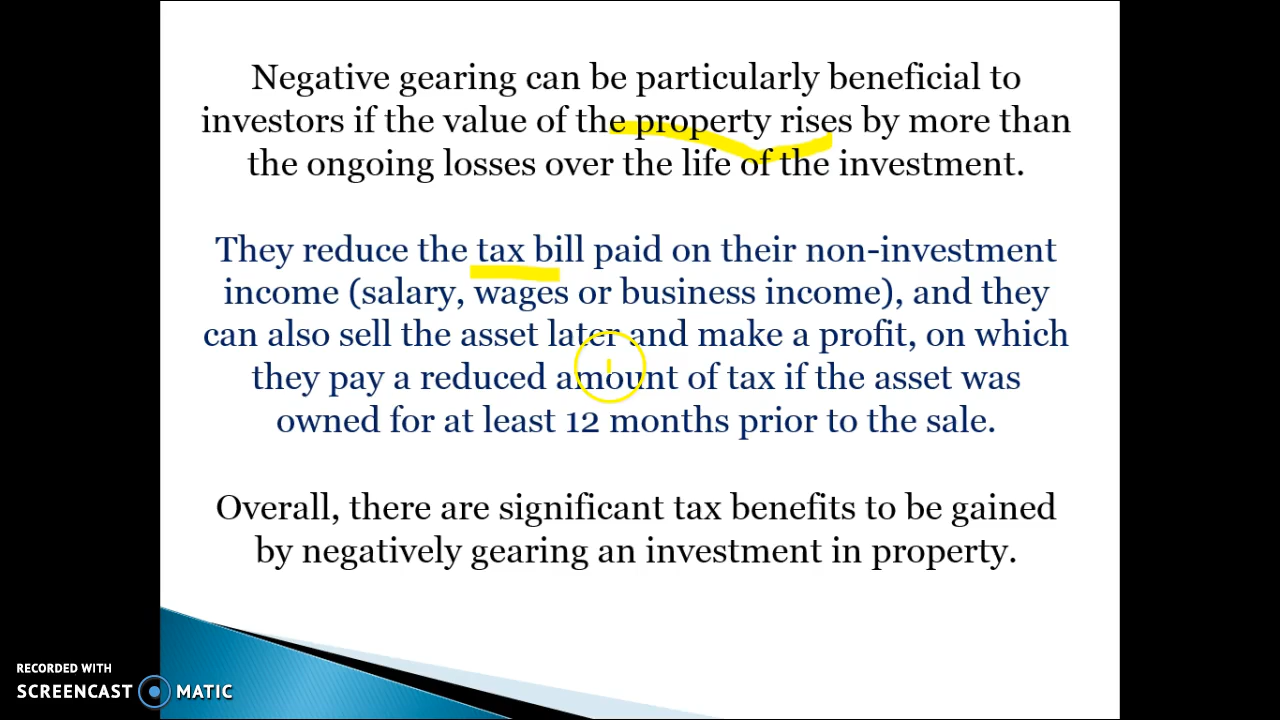 Negative gearing can be particularly beneficial to
investors if the value of the property rises by more than
the ongoing losses over the life of the investment.
They reduce the tax bill paid on their non-investment
income (salary, wages or business income), and they
can also sell the asset later and make a profit, on which
they pay a reduced amount of tax if the asset was
owned for at least 12 months prior to the sale.
Overall, there are significant tax benefits to be gained
by negatively gearing an investment in property.
RECORDED WITH
SCREENCAST MATIC